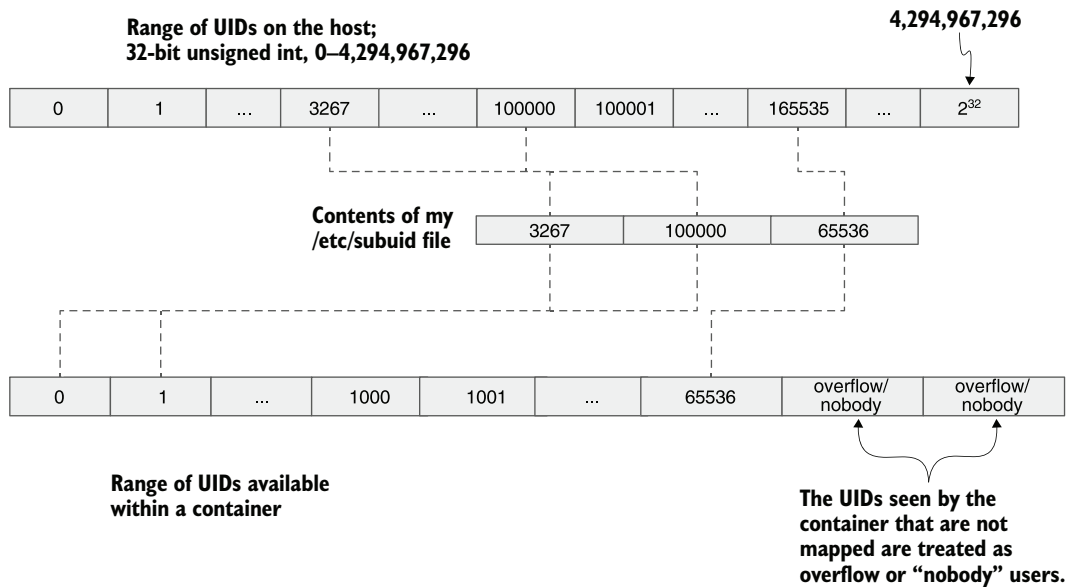 Range of UIDs on the host;
32-bit unsigned int, 0–4,294,967,296
4,294,967,296
0 1 ... 3267 ... 100000 100001 ... 165535 ... 2³²
Contents of my
/etc/subuid file
3267 100000 65536
0 1 ... 1000 1001 ... 65536 overflow/ overflow/
nobody nobody
Range of UIDs available
within a container
The UIDs seen by the
container that are not
mapped are treated as
overflow or “nobody” users.